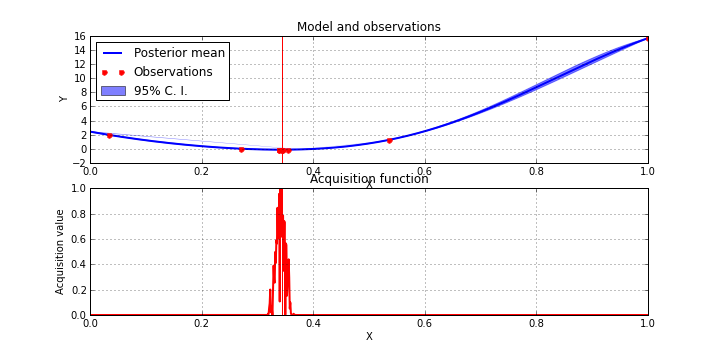 Model and observations
16
14
12
10
8
6
4
2
0
−2
Y
Posterior mean
Observations
95% C. I.
0.0 0.2 0.4 0.6 0.8 1.0
X
Acquisition function
1.0
0.8
0.6
0.4
0.2
0.0
Acquisition value
0.0 0.2 0.4 0.6 0.8 1.0
X